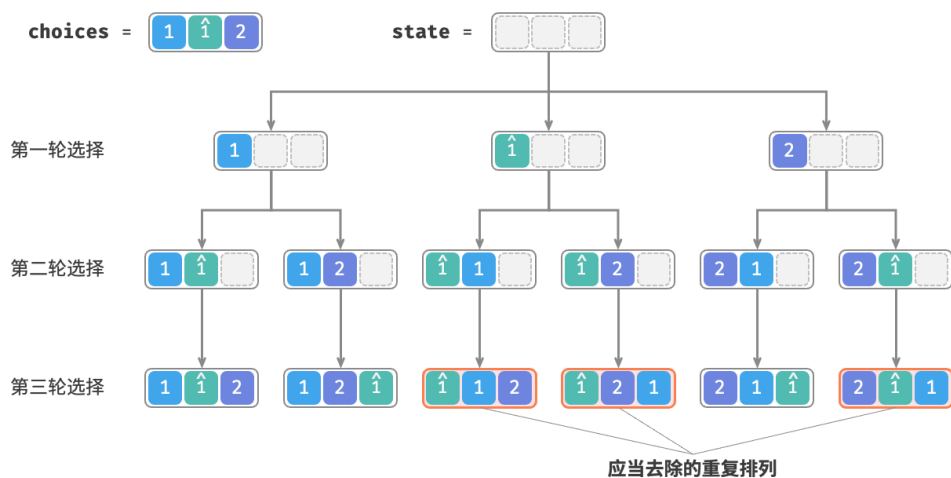 choices = 1 1̂ 2 state =
第一轮选择 1 1̂ 2
第二轮选择 1 1̂ 1 2 1̂ 1 1̂ 2 2 1 2 1̂
第三轮选择 1 1̂ 2 1 2 1̂ 1̂ 1 2 1̂ 2 1 2 1 1̂ 2 1̂ 1
应当去除的重复排列